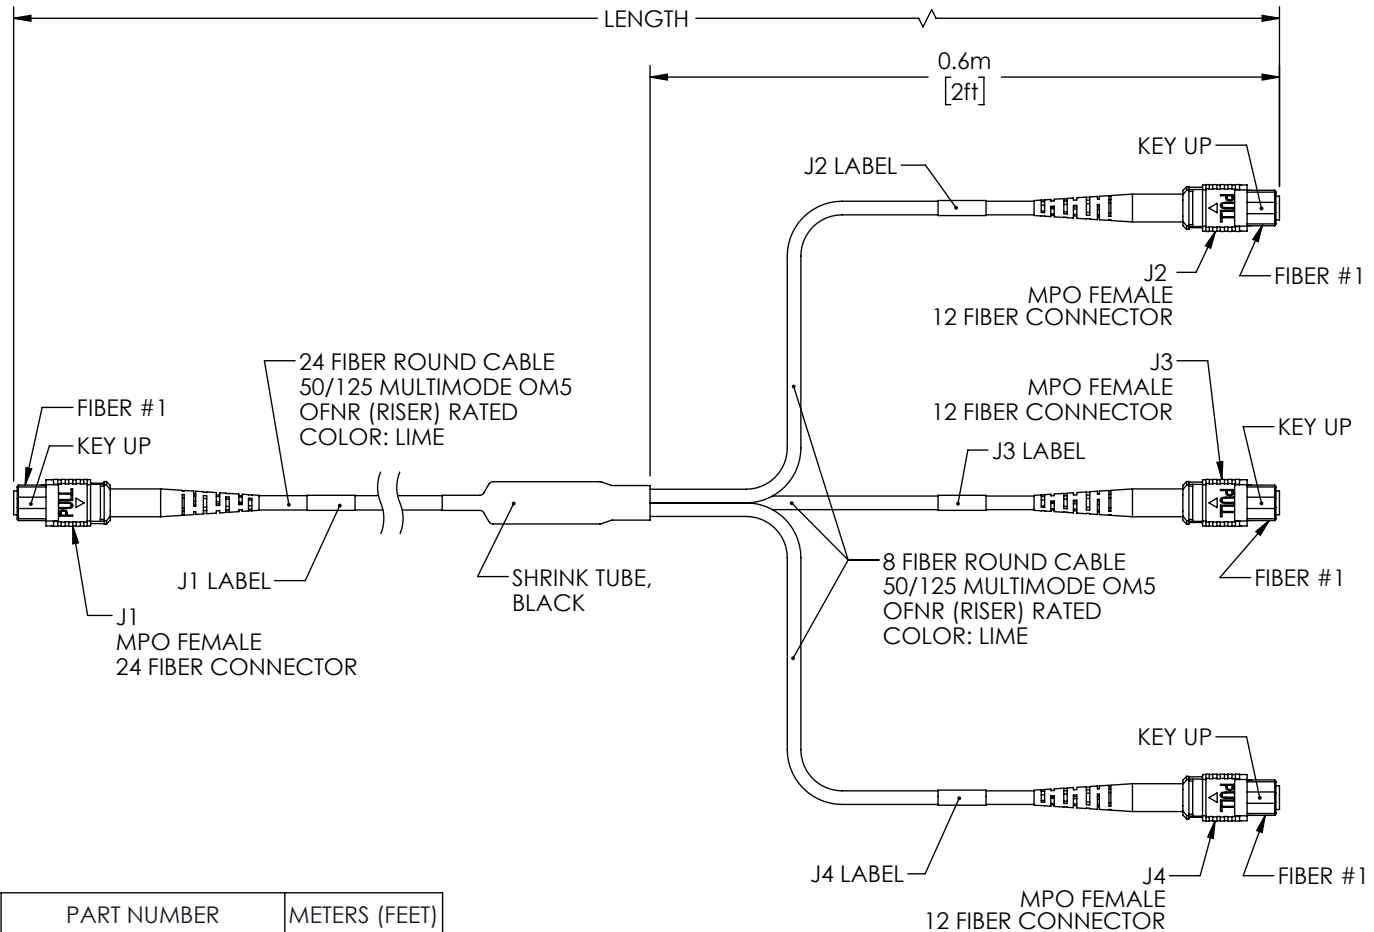 LENGTH
0.6m
[2ft]
KEY UP
J2 LABEL
PULL
J2
FIBER #1
MPO FEMALE
12 FIBER CONNECTOR
24 FIBER ROUND CABLE
50/125 MULTIMODE OM5
OFNR (RISER) RATED
COLOR: LIME
J3
MPO FEMALE
12 FIBER CONNECTOR
FIBER #1
KEY UP
KEY UP
J3 LABEL
PULL
PULL
J1 LABEL
SHRINK TUBE,
BLACK
8 FIBER ROUND CABLE
50/125 MULTIMODE OM5
OFNR (RISER) RATED
COLOR: LIME
FIBER #1
J1
MPO FEMALE
24 FIBER CONNECTOR
KEY UP
PULL
J4 LABEL
J4
FIBER #1
MPO FEMALE
12 FIBER CONNECTOR
PART NUMBER
METERS (FEET)